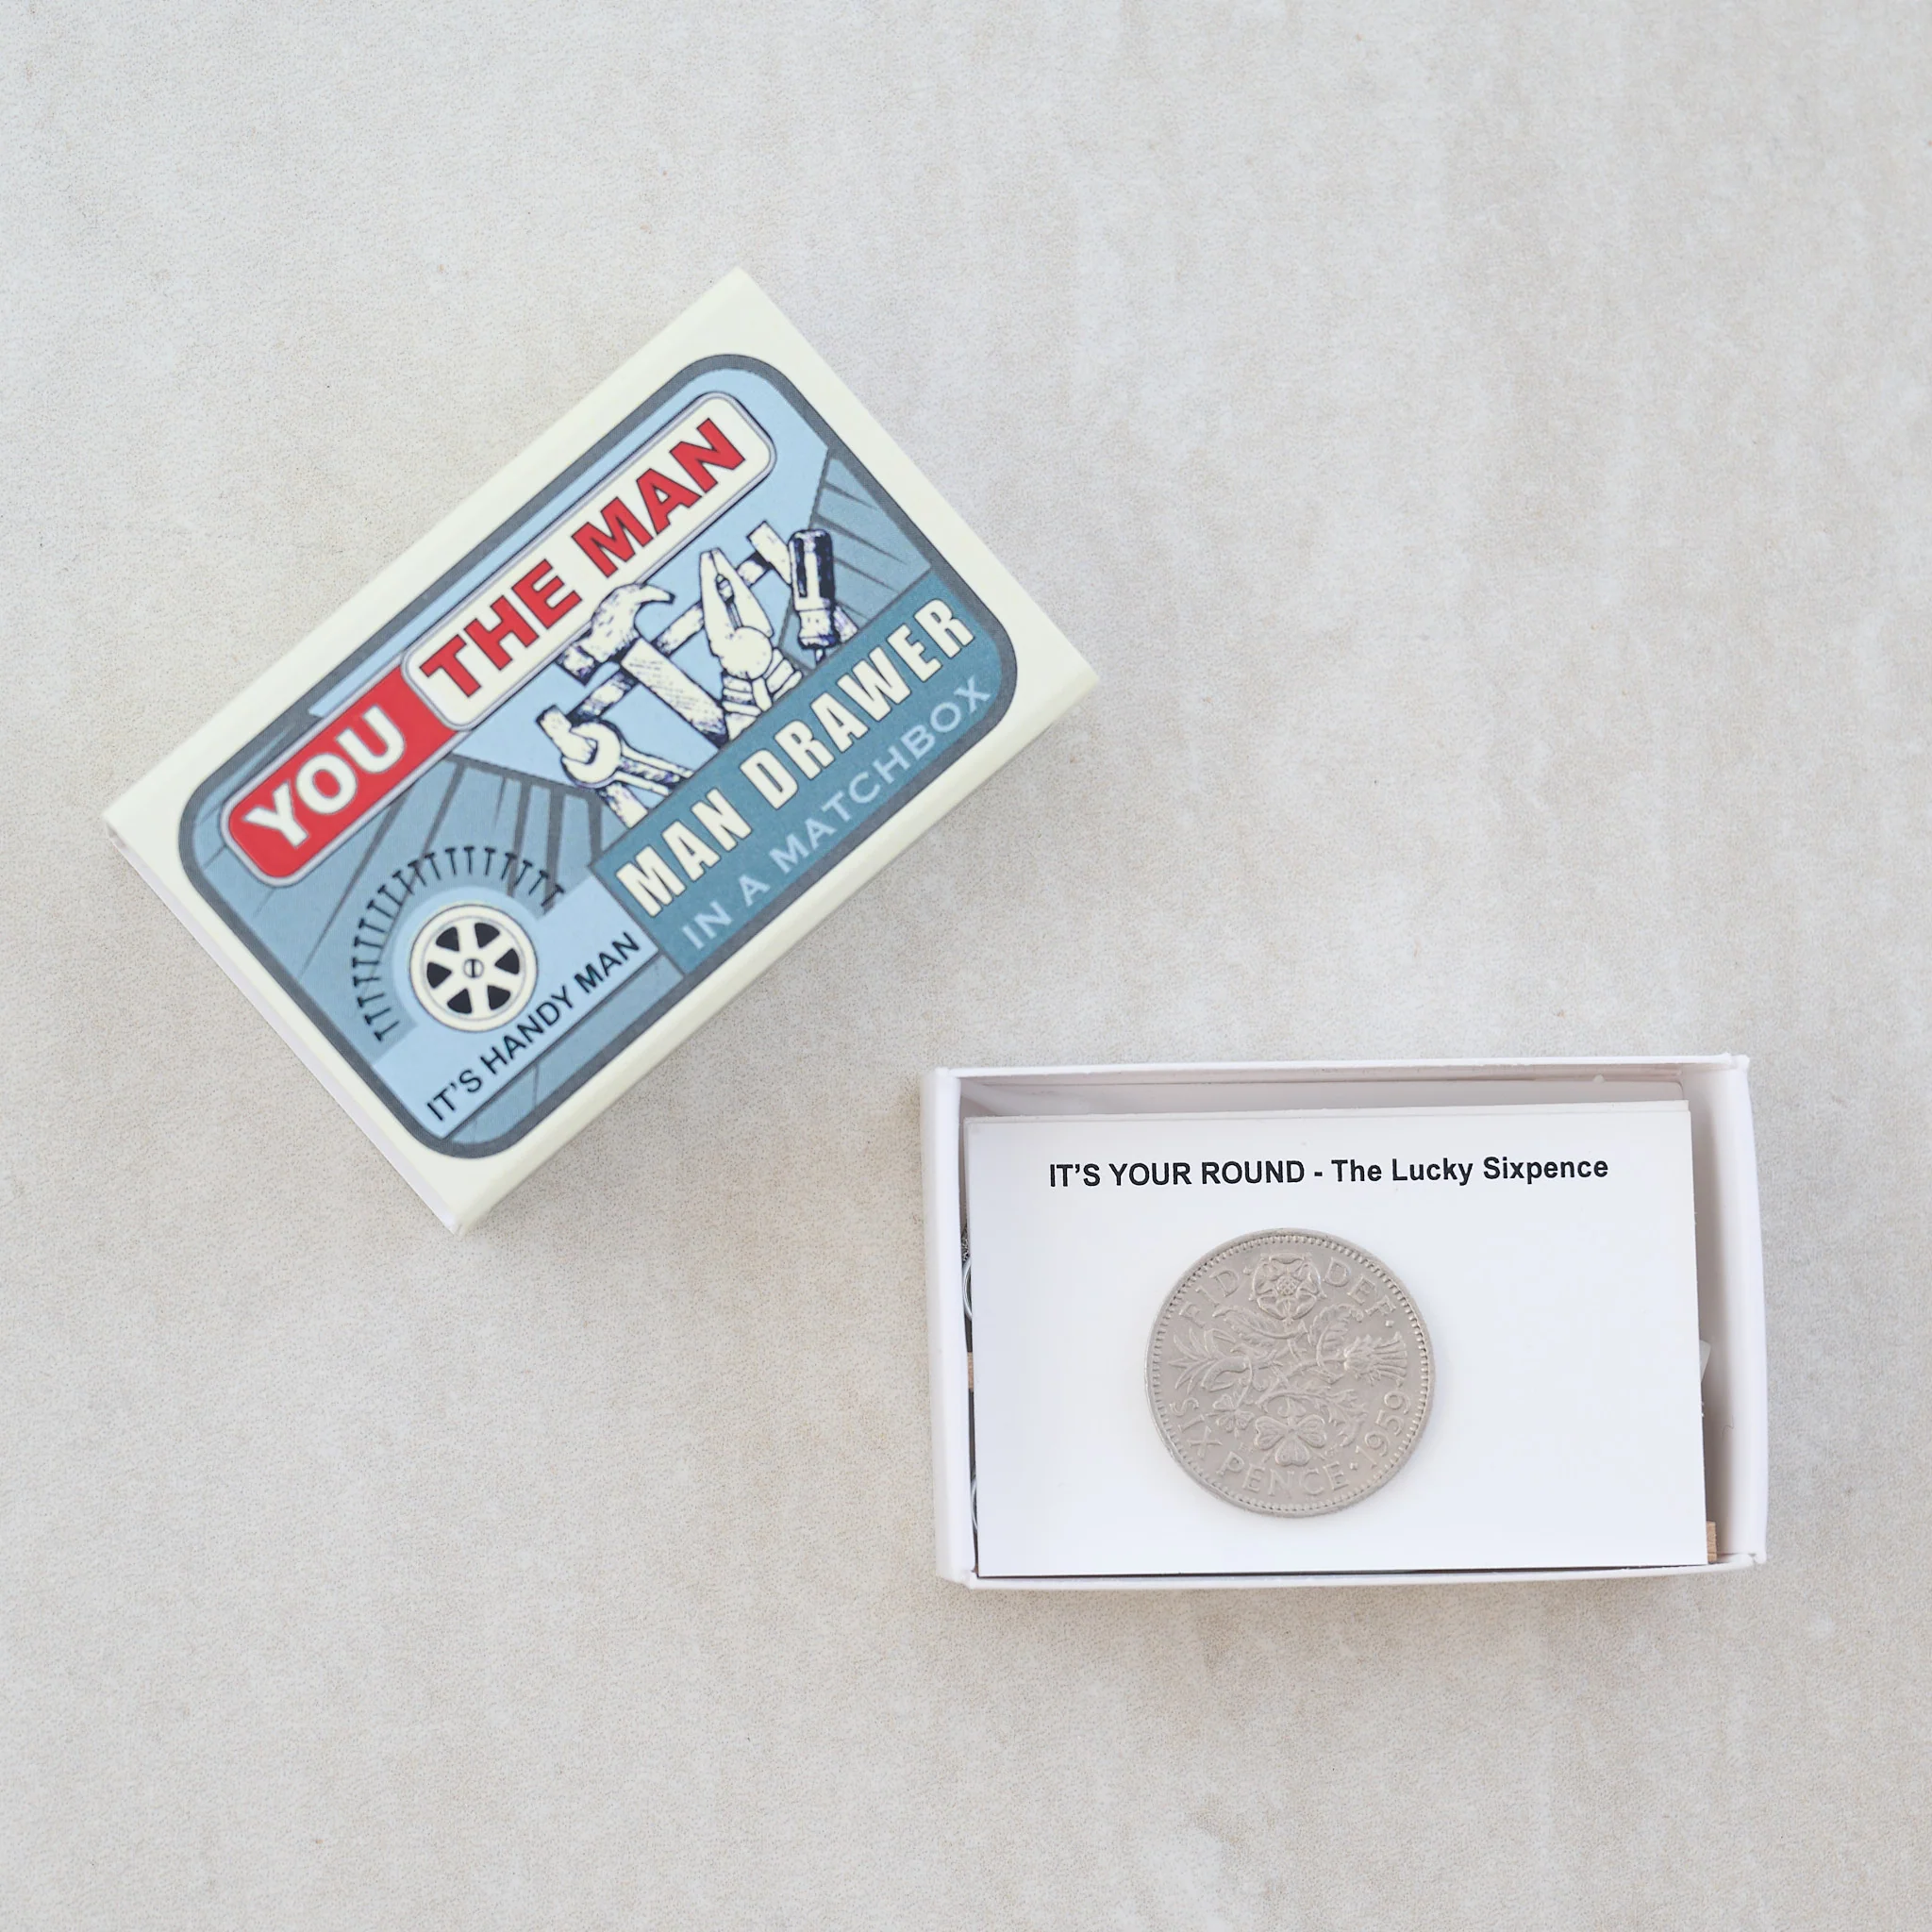 YOU THE MAN
MAN DRAWER
IN A MATCHBOX
IT'S HANDY MAN
IT'S YOUR ROUND - The Lucky Sixpence
FID· DEF·
SIX PENCE·1959